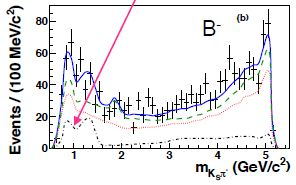 B⁻ (b)
Events / (100 MeV/c²)
80
60
40
20
0
1 2 3 4 5
m_{K_S π⁻} (GeV/c²)